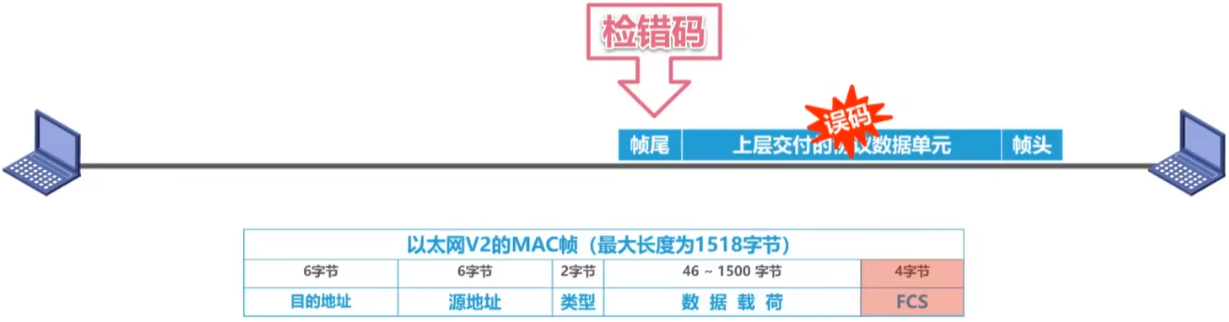 检错码
误码
帧尾 上层交付的协议数据单元 帧头
以太网V2的MAC帧（最大长度为1518字节）
6字节 6字节 2字节 46 ~ 1500 字节 4字节
目的地址 源地址 类型 数 据 载 荷 FCS